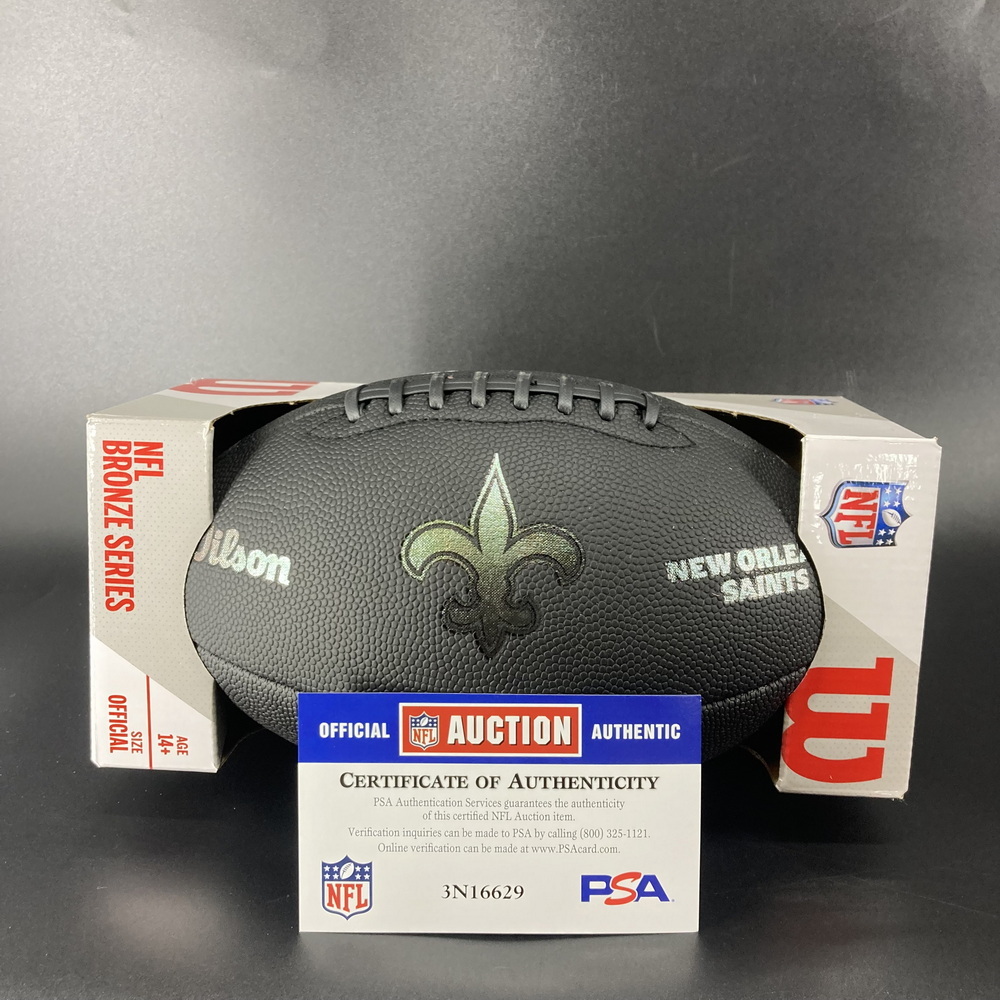 NFL
BRONZE SERIES
AGE
14+
SIZE
OFFICIAL
Wilson
NEW ORLEA
SAINTS
NFL
OFFICIAL NFL AUCTION AUTHENTIC
CERTIFICATE OF AUTHENTICITY
PSA Authentication Services guarantees the authenticity
of this certified NFL Auction item.
Verification inquiries can be made to PSA by calling (800) 325-1121.
Online verification can be made at www.PSAcard.com.
NFL
3N16629
PSA